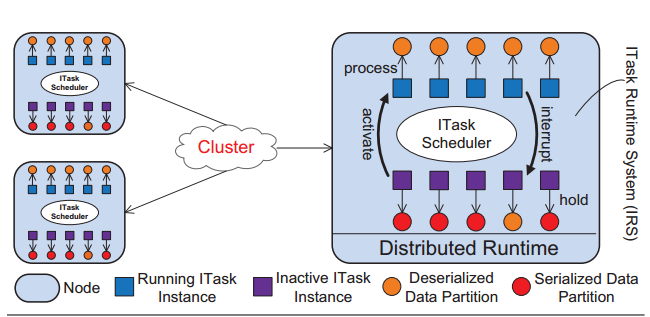 ITask
Scheduler
ITask
Scheduler
Cluster
process
activate
ITask
Scheduler
interrupt
hold
Distributed Runtime
ITask Runtime System (IRS)
Node
Running ITask
Instance
Inactive ITask
Instance
Deserialized
Data Partition
Serialized Data
Partition